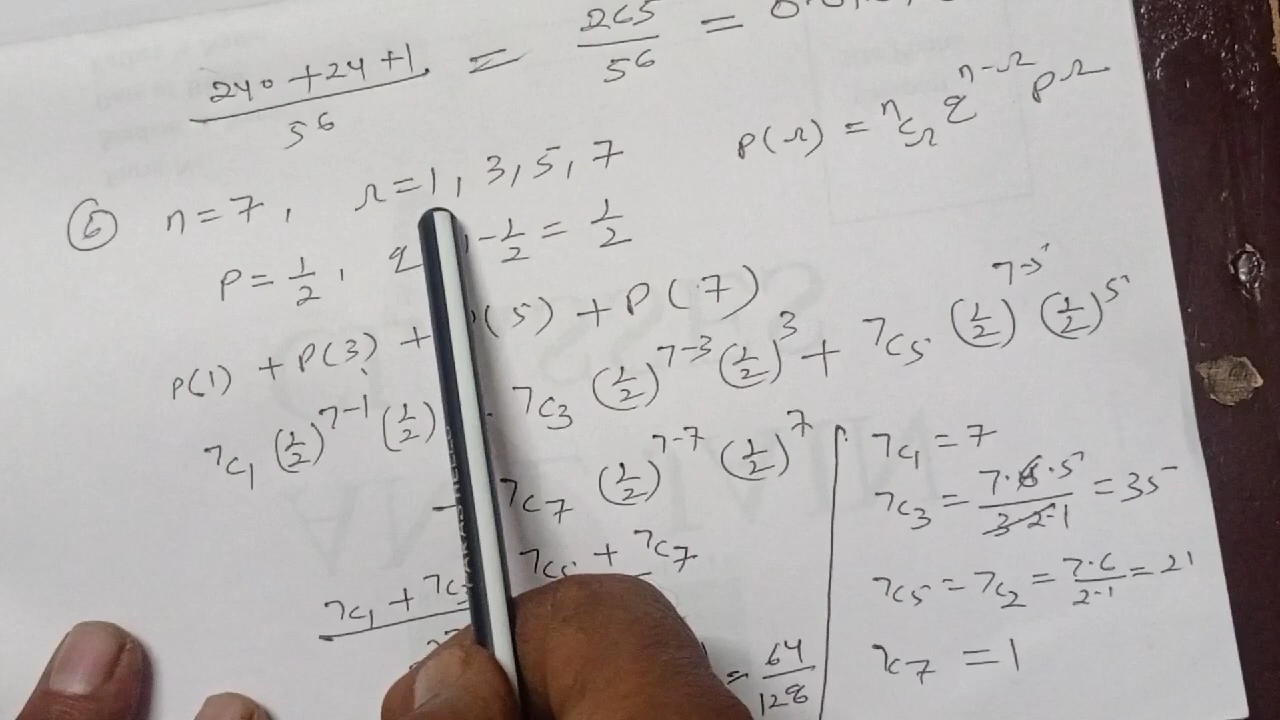 240+24+1/5^6 = 265/5^6 = 0.0
p(r) = nCr q^(n-r) p^r
⑥ n=7, r=1, 3, 5, 7
p=1/2, q 1-1/2 = 1/2
p(1) + p(3) + p(5) + p(7)
7C1 (1/2)^(7-1) (1/2) 7C3 (1/2)^(7-3) (1/2)^3 + 7C5 (1/2)^(7-5) (1/2)^5
7C7 (1/2)^(7-7) (1/2)^7
7C1 + 7C3 7C5 + 7C7
= 64/128
7C1 = 7
7C3 = 7·6·5/3·2·1 = 35
7C5 = 7C2 = 7·6/2·1 = 21
7C7 = 1